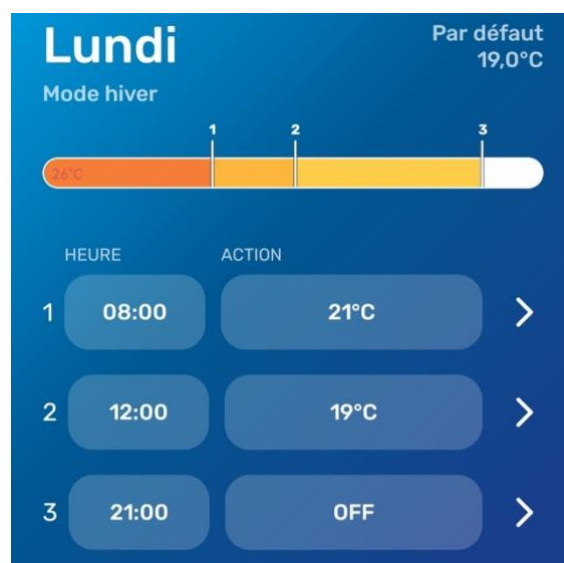 Lundi
Par défaut
19,0°C
Mode hiver
1 2 3
26°C
HEURE ACTION
1 08:00 21°C
2 12:00 19°C
3 21:00 OFF